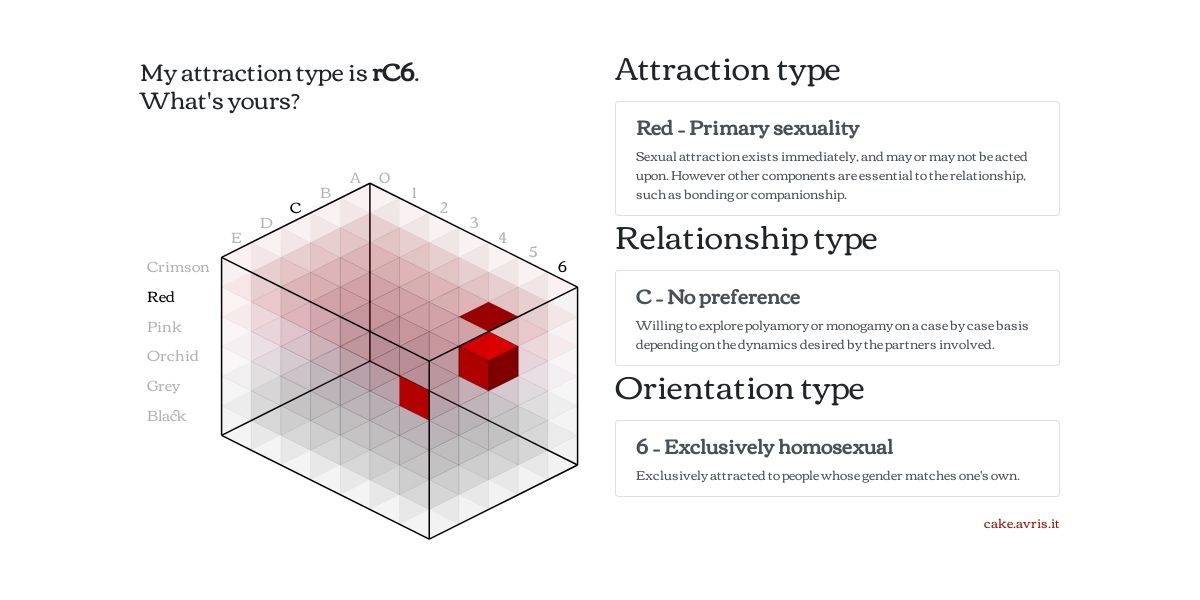 My attraction type is rC6.
What's yours?
A
B
C
D
E
0
1
2
3
4
5
6
Crimson
Red
Pink
Orchid
Grey
Black
Attraction type
Red – Primary sexuality
Sexual attraction exists immediately, and may or may not be acted
upon. However other components are essential to the relationship,
such as bonding or companionship.
Relationship type
C – No preference
Willing to explore polyamory or monogamy on a case by case basis
depending on the dynamics desired by the partners involved.
Orientation type
6 – Exclusively homosexual
Exclusively attracted to people whose gender matches one's own.
cake.avris.it